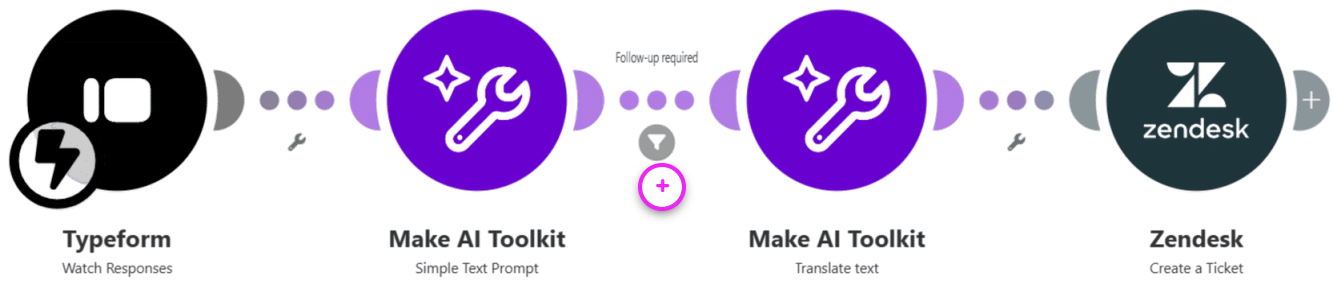 Follow-up required
zendesk
Typeform
Make AI Toolkit
Make AI Toolkit
Zendesk
Watch Responses
Simple Text Prompt
Translate text
Create a Ticket